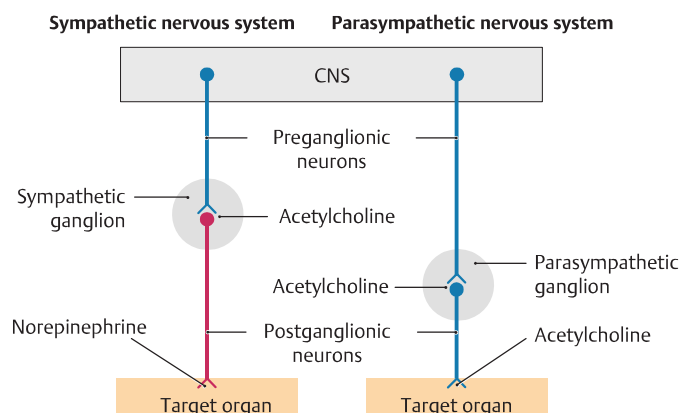 Sympathetic nervous system
Parasympathetic nervous system
CNS
Preganglionic
neurons
Sympathetic
ganglion
Acetylcholine
Parasympathetic
ganglion
Acetylcholine
Norepinephrine
Postganglionic
neurons
Acetylcholine
Target organ
Target organ